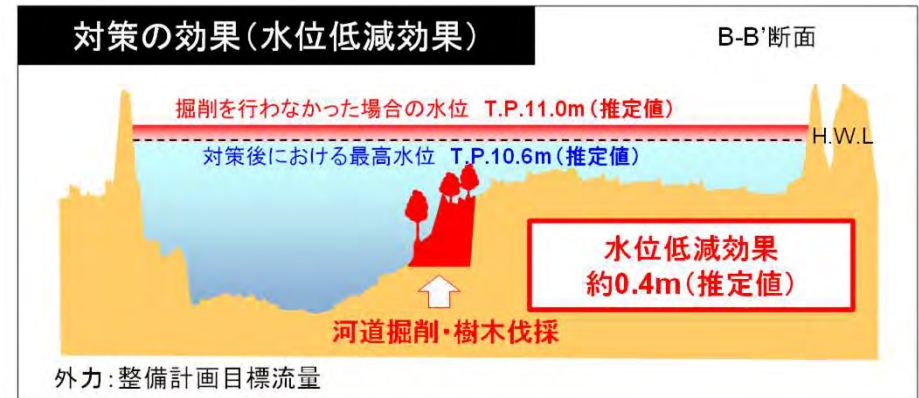 対策の効果（水位低減効果）
B-B’断面
掘削を行わなかった場合の水位 T.P.11.0m（推定値）
H.W.L
対策後における最高水位 T.P.10.6m（推定値）
水位低減効果
約0.4m（推定値）
河道掘削・樹木伐採
外力：整備計画目標流量